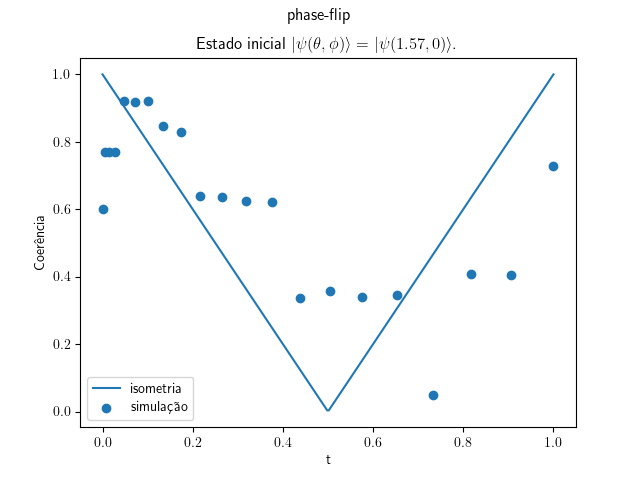 phase-flip
Estado inicial |ψ(θ, ϕ)⟩ = |ψ(1.57, 0)⟩.
1.0
0.8
0.6
0.4
0.2
0.0
Coerência
isometria
simulação
0.0 0.2 0.4 0.6 0.8 1.0
t